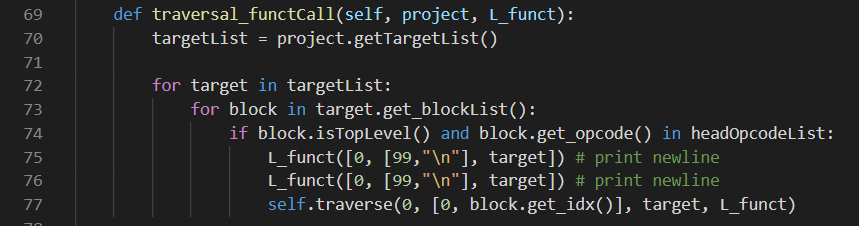 69 def traversal_functCall(self, project, L_funct):
70 targetList = project.getTargetList()
71
72 for target in targetList:
73 for block in target.get_blockList():
74 if block.isTopLevel() and block.get_opcode() in headOpcodeList:
75 L_funct([0, [99,"\n"], target]) # print newline
76 L_funct([0, [99,"\n"], target]) # print newline
77 self.traverse(0, [0, block.get_idx()], target, L_funct)